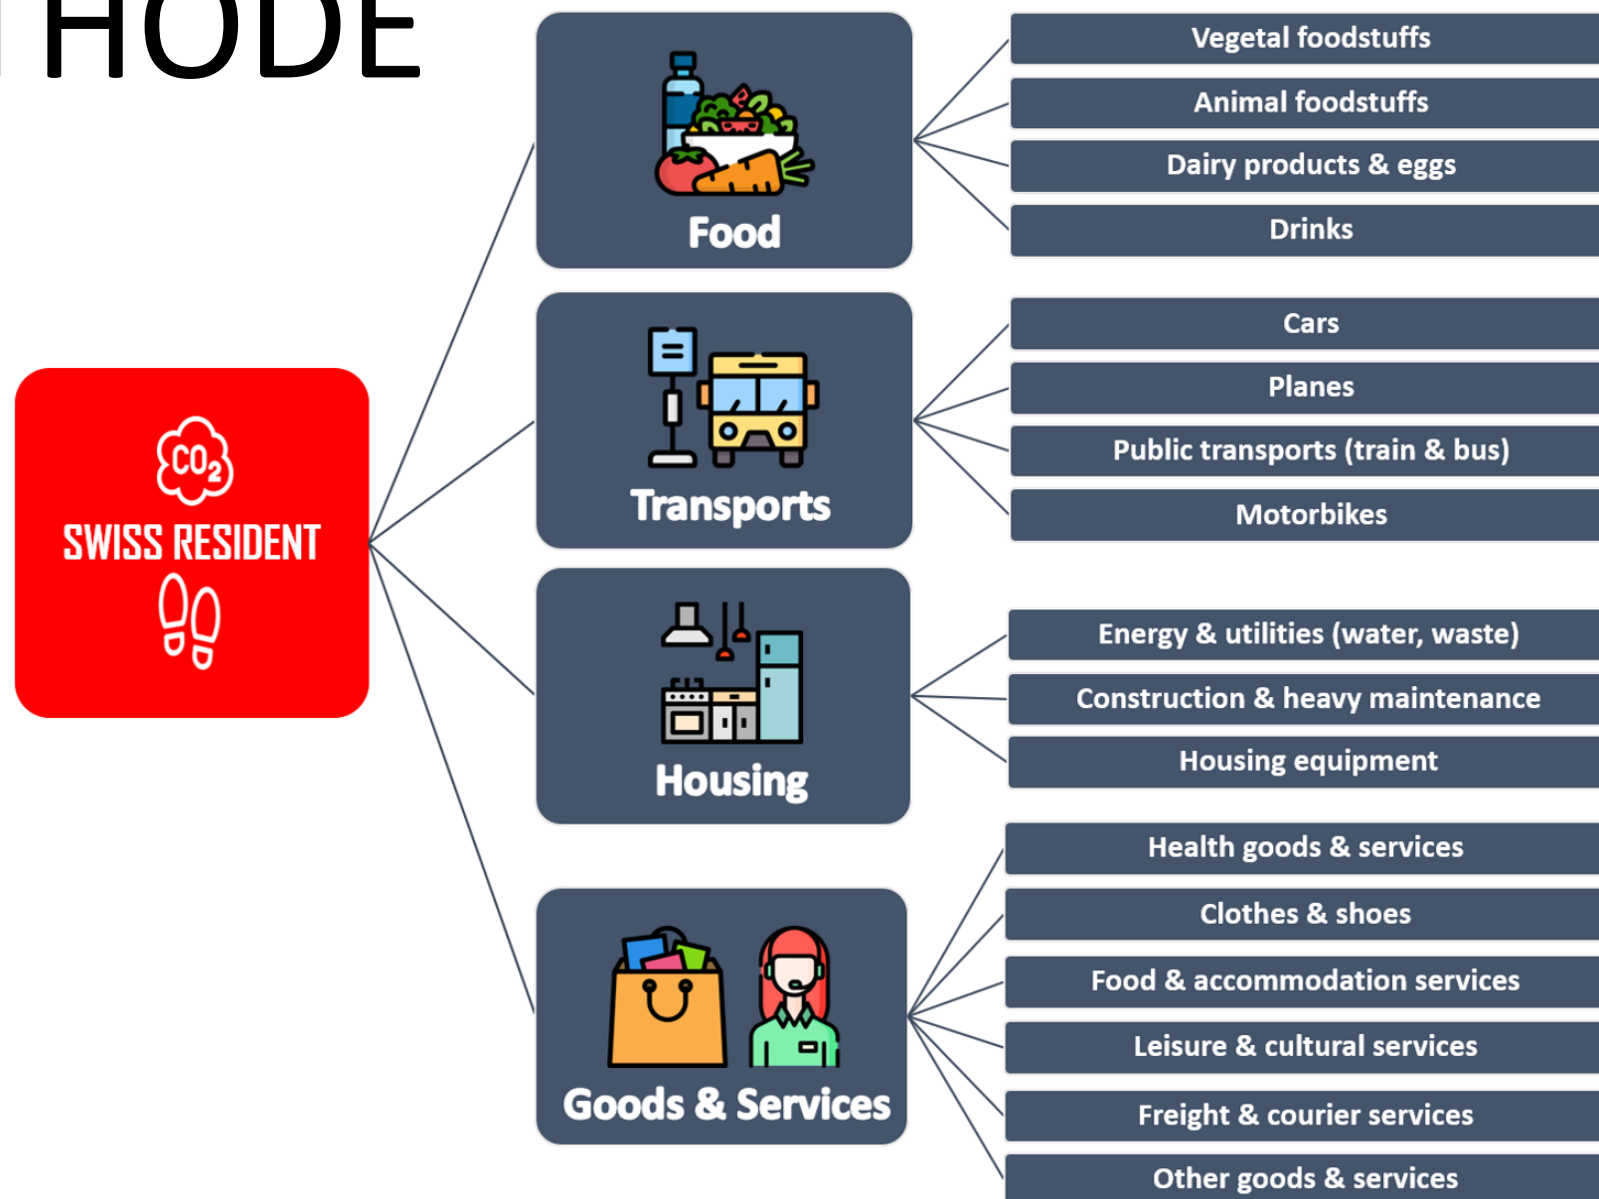 THODE
CO₂
SWISS RESIDENT
Food
Vegetal foodstuffs
Animal foodstuffs
Dairy products & eggs
Drinks
Transports
Cars
Planes
Public transports (train & bus)
Motorbikes
Housing
Energy & utilities (water, waste)
Construction & heavy maintenance
Housing equipment
Goods & Services
Health goods & services
Clothes & shoes
Food & accommodation services
Leisure & cultural services
Freight & courier services
Other goods & services